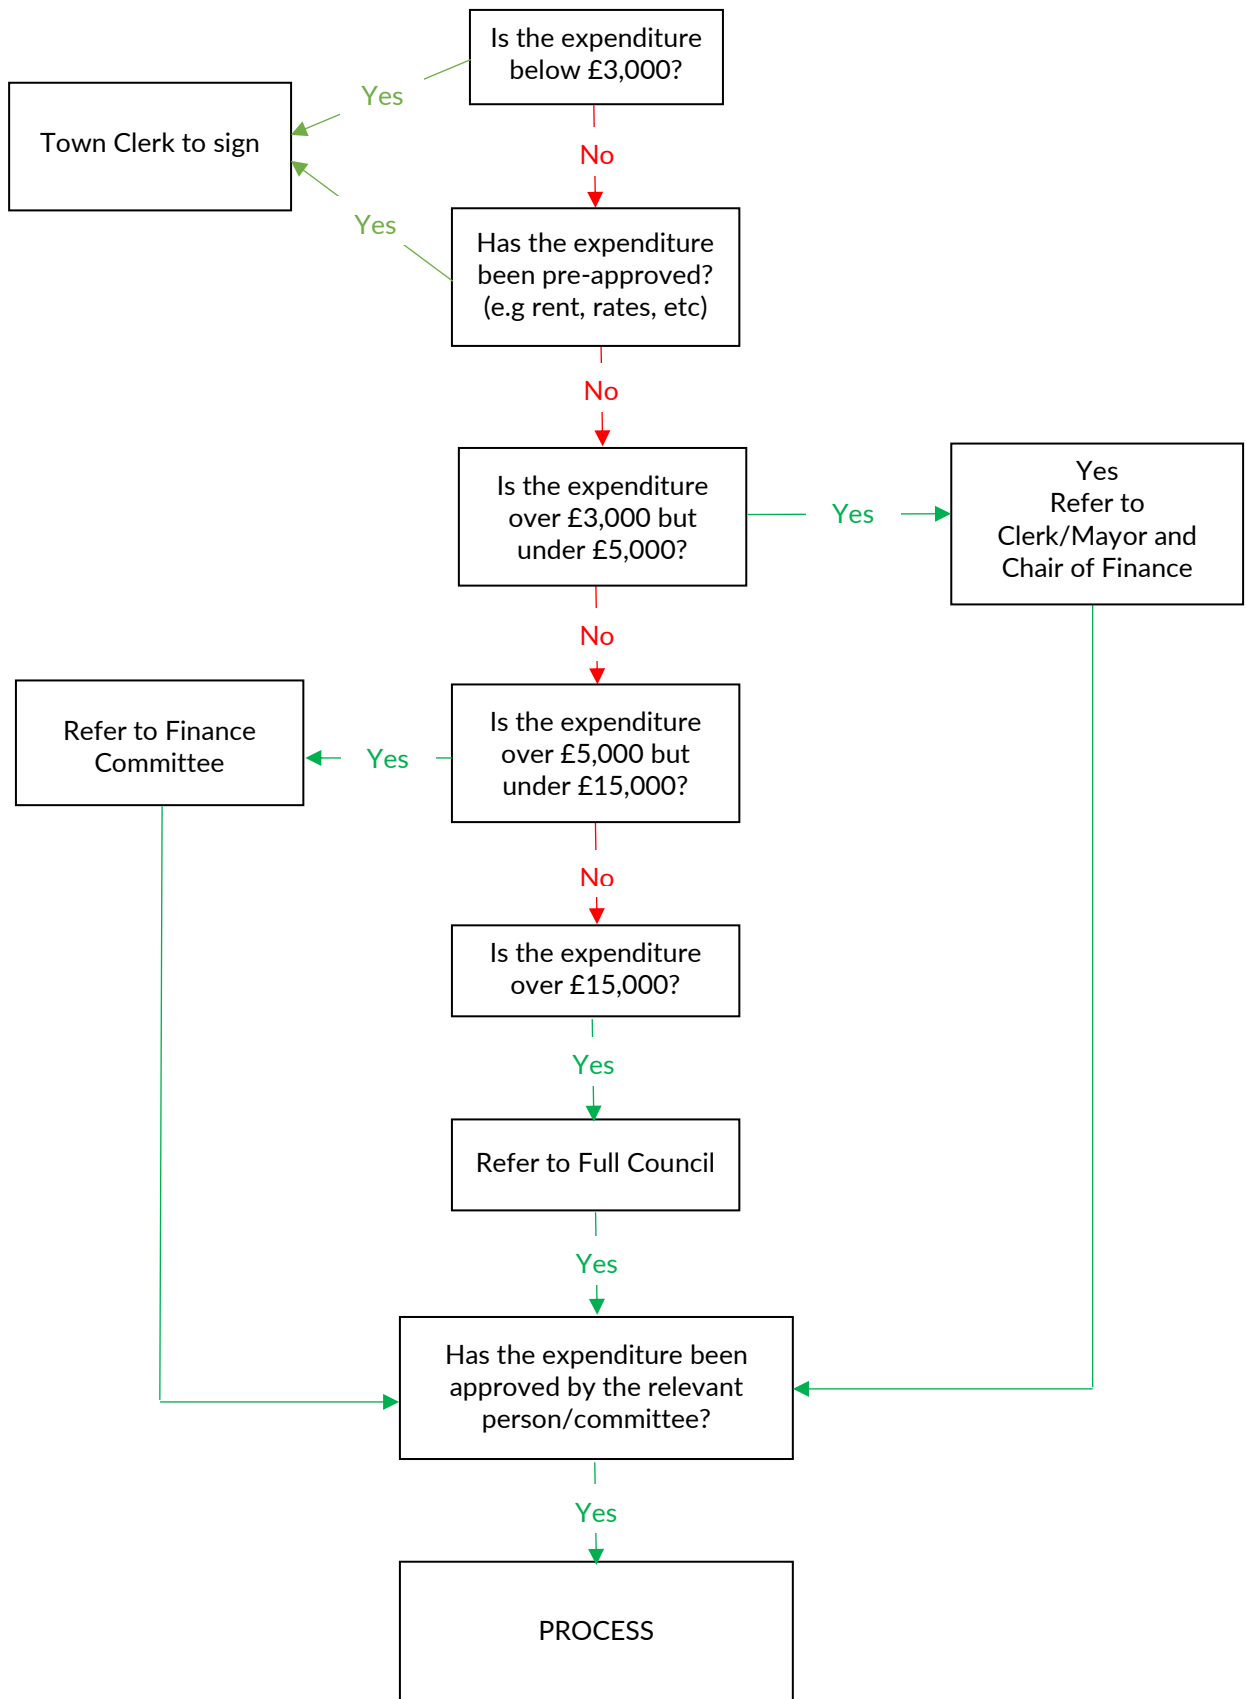 Is the expenditure
below £3,000?
Yes
Town Clerk to sign
No
Yes
Has the expenditure
been pre-approved?
(e.g rent, rates, etc)
No
Is the expenditure
over £3,000 but
under £5,000?
Yes
Yes
Refer to
Clerk/Mayor and
Chair of Finance
No
Refer to Finance
Committee
Yes
Is the expenditure
over £5,000 but
under £15,000?
No
Is the expenditure
over £15,000?
Yes
Refer to Full Council
Yes
Has the expenditure been
approved by the relevant
person/committee?
Yes
PROCESS